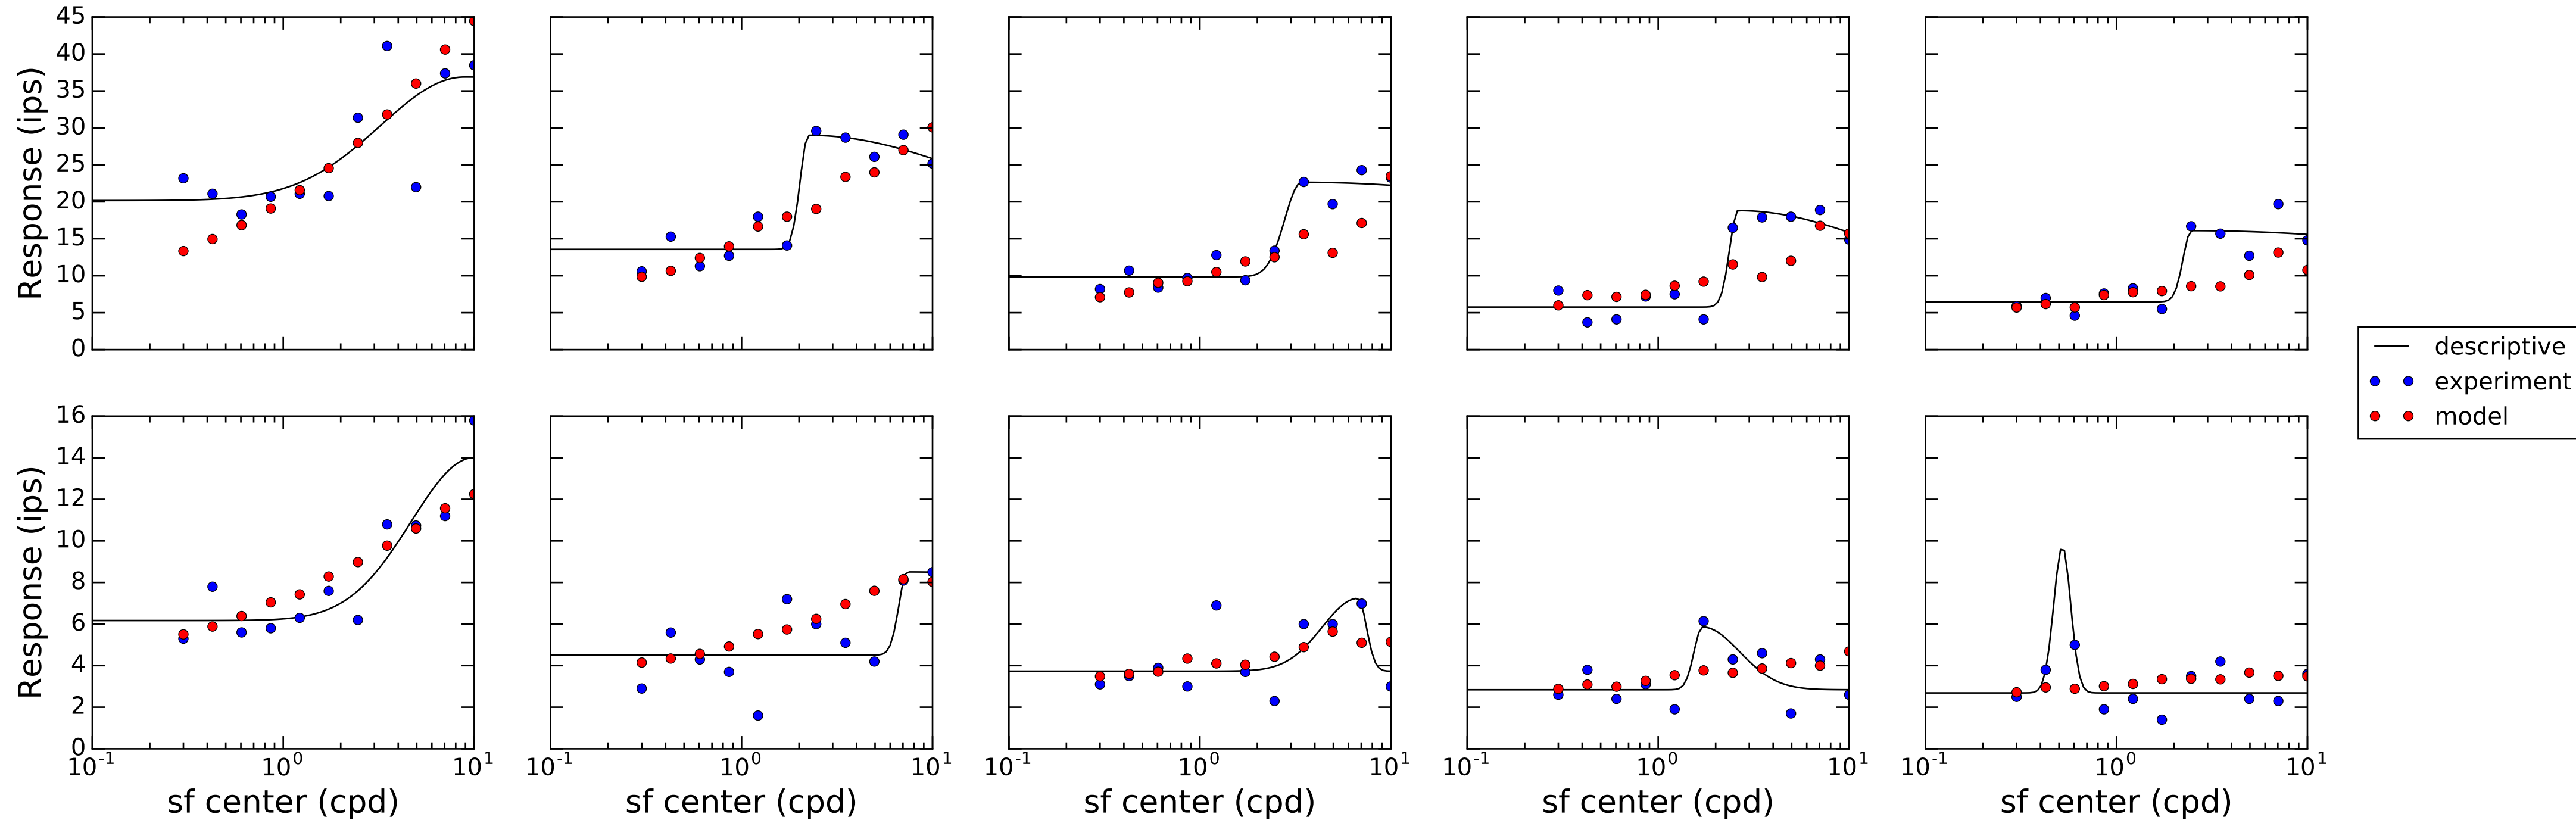 Response (ips)
45
40
35
30
25
20
15
10
5
0
descriptive
experiment
model
Response (ips)
16
14
12
10
8
6
4
2
0
10^-1 10^0 10^1
10^-1 10^0 10^1
10^-1 10^0 10^1
10^-1 10^0 10^1
10^-1 10^0 10^1
sf center (cpd) sf center (cpd) sf center (cpd) sf center (cpd) sf center (cpd)